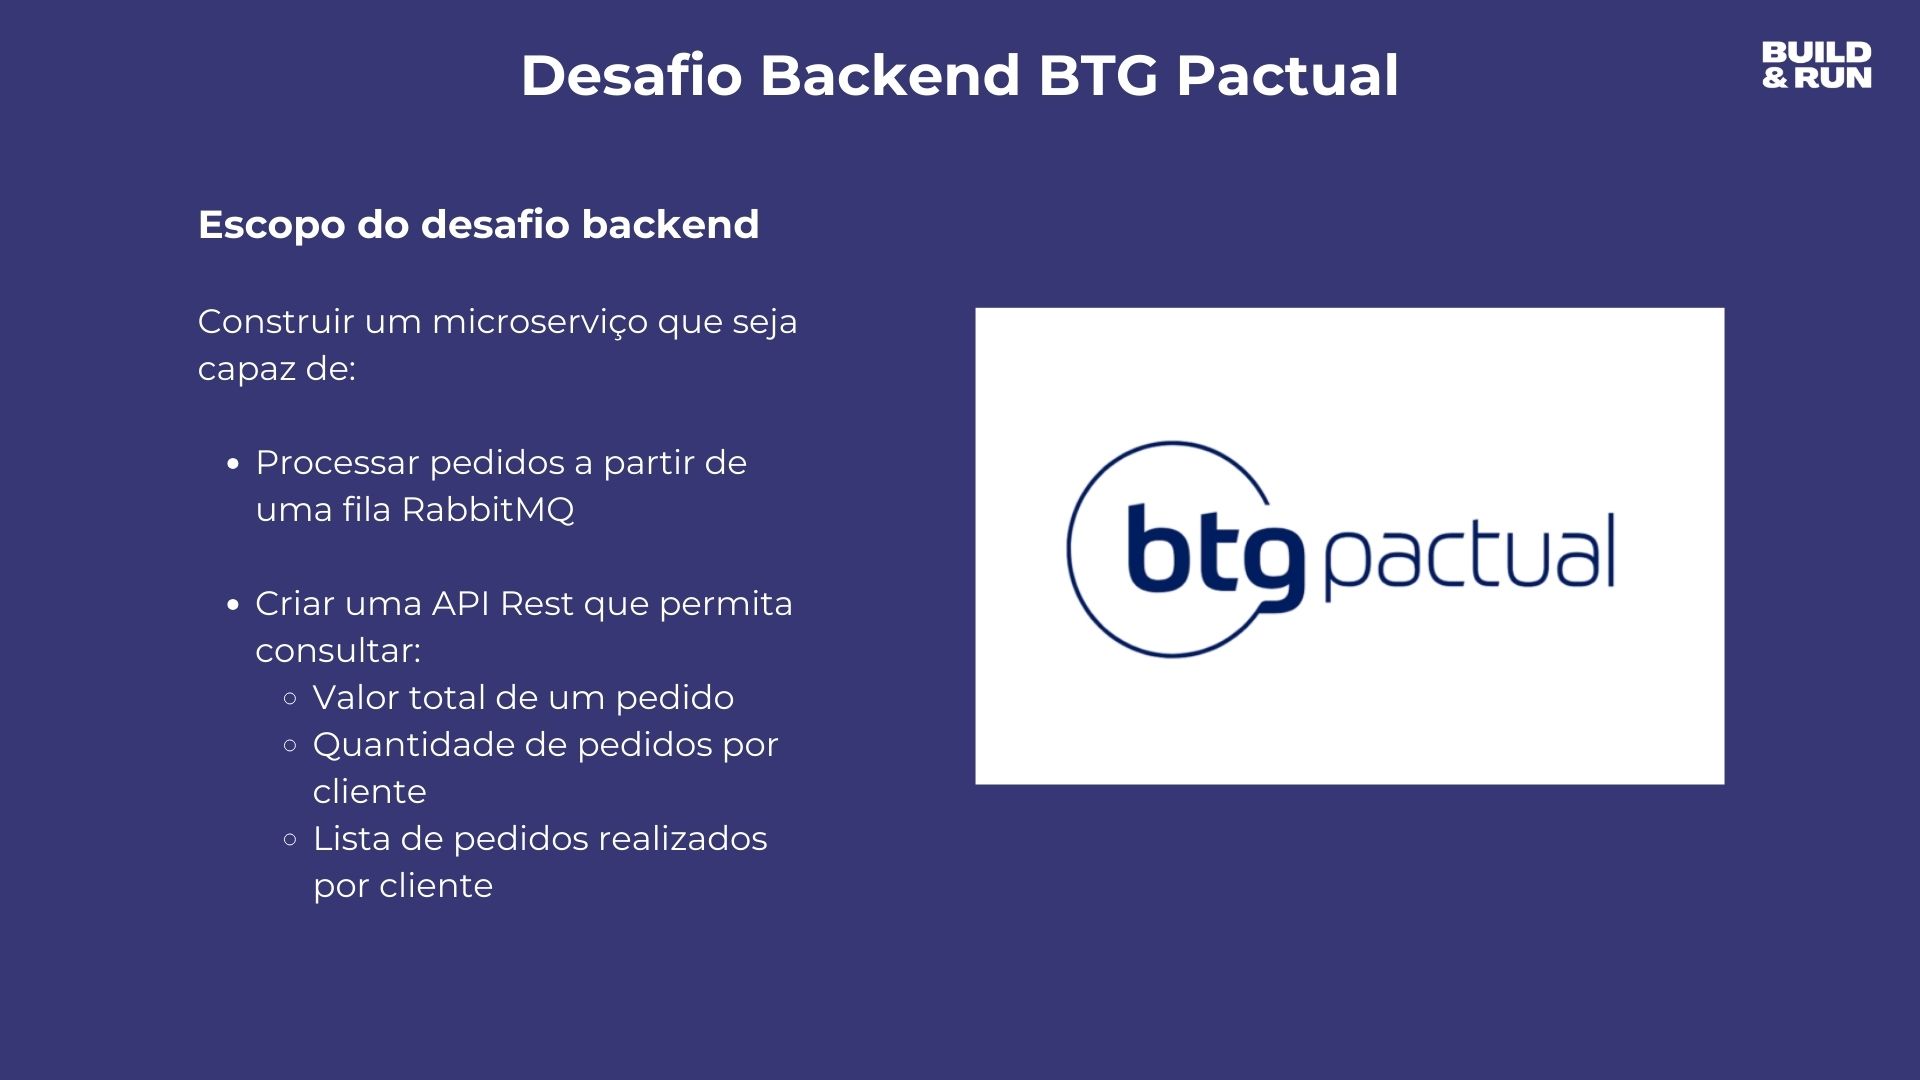 Desafio Backend BTG Pactual
BUILD
& RUN
Escopo do desafio backend
Construir um microserviço que seja
capaz de:
• Processar pedidos a partir de
uma fila RabbitMQ
• Criar uma API Rest que permita
consultar:
◦ Valor total de um pedido
◦ Quantidade de pedidos por
cliente
◦ Lista de pedidos realizados
por cliente
btg pactual